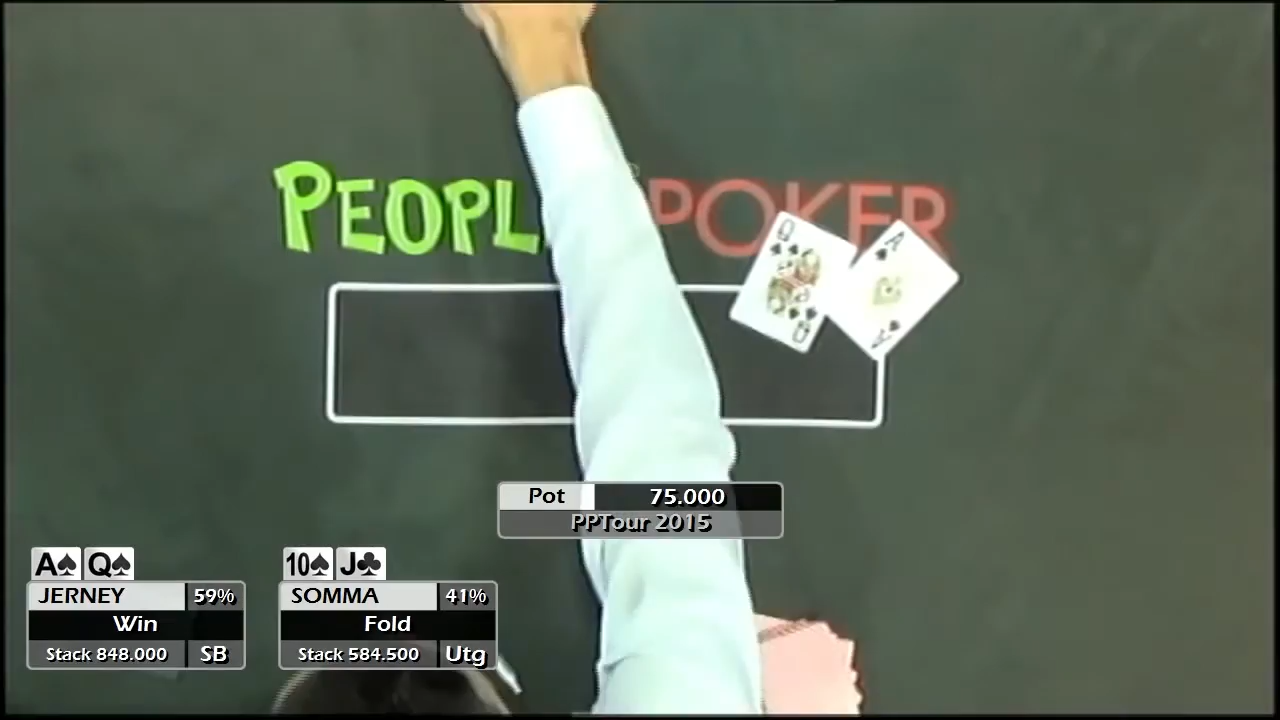 PEOPL POKER
Q A
Q A
Pot 75.000
PPTour 2015
A♠ Q♠ 10♠ J♣
JERNEY 59% SOMMA 41%
Win Fold
Stack 848.000 SB Stack 584.500 Utg